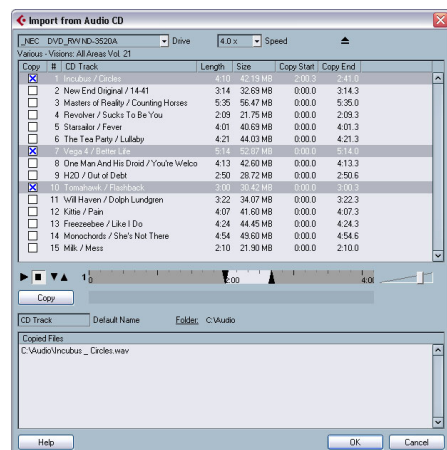 Import from Audio CD
_NEC DVD_RW ND-3520A Drive 4.0 x Speed
Various - Visions: All Areas Vol. 21
Copy # CD Track Length Size Copy Start Copy End
1 Incubus / Circles 4:10 42.19 MB 2:00.3 2:41.0
2 New End Original / 14-41 3:14 32.69 MB 0:00.0 3:14.3
3 Masters of Reality / Counting Horses 5:35 56.47 MB 0:00.0 5:35.0
4 Revolver / Sucks To Be You 2:09 21.75 MB 0:00.0 2:09.3
5 Starsailor / Fever 4:01 40.69 MB 0:00.0 4:01.3
6 The Tea Party / Lullaby 4:21 44.03 MB 0:00.0 4:21.3
7 Vega 4 / Better Life 5:14 52.87 MB 0:00.0 5:14.0
8 One Man And His Droid / You're Welco 4:13 42.60 MB 0:00.0 4:13.3
9 H2O / Out of Debt 2:50 28.72 MB 0:00.0 2:50.6
10 Tomahawk / Flashback 3:00 30.42 MB 0:00.0 3:00.3
11 Will Haven / Dolph Lundgren 3:22 34.07 MB 0:00.0 3:22.3
12 Kittie / Pain 4:07 41.60 MB 0:00.0 4:07.3
13 Freezeebee / Like I Do 4:24 44.45 MB 0:00.0 4:24.3
14 Monochords / She's Not There 4:54 49.60 MB 0:00.0 4:54.6
15 Milk / Mess 2:10 21.90 MB 0:00.0 2:10.0
1 0 2:00 4:00
Copy
CD Track Default Name Folder: C:\Audio
Copied Files
C:\Audio\Incubus _ Circles.wav
Help OK Cancel